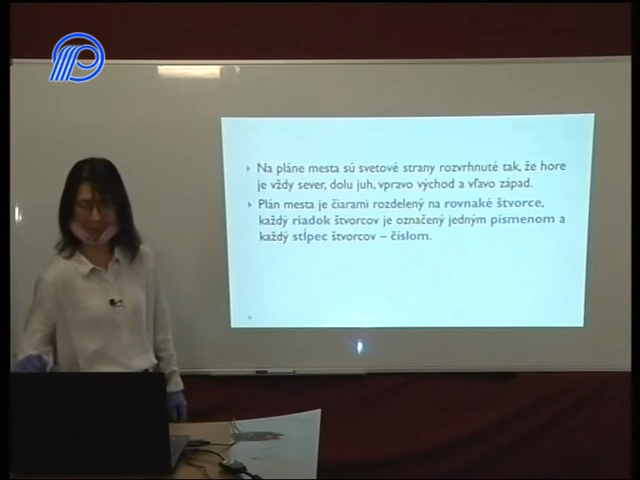 Na pláne mesta sú svetové strany rozvrhnuté tak, že hore
je vždy sever, dolu juh, vpravo východ a vľavo západ.
Plán mesta je čiarami rozdelený na rovnaké štvorce,
každý riadok štvorcov je označený jedným písmenom a
každý stĺpec štvorcov – číslom.